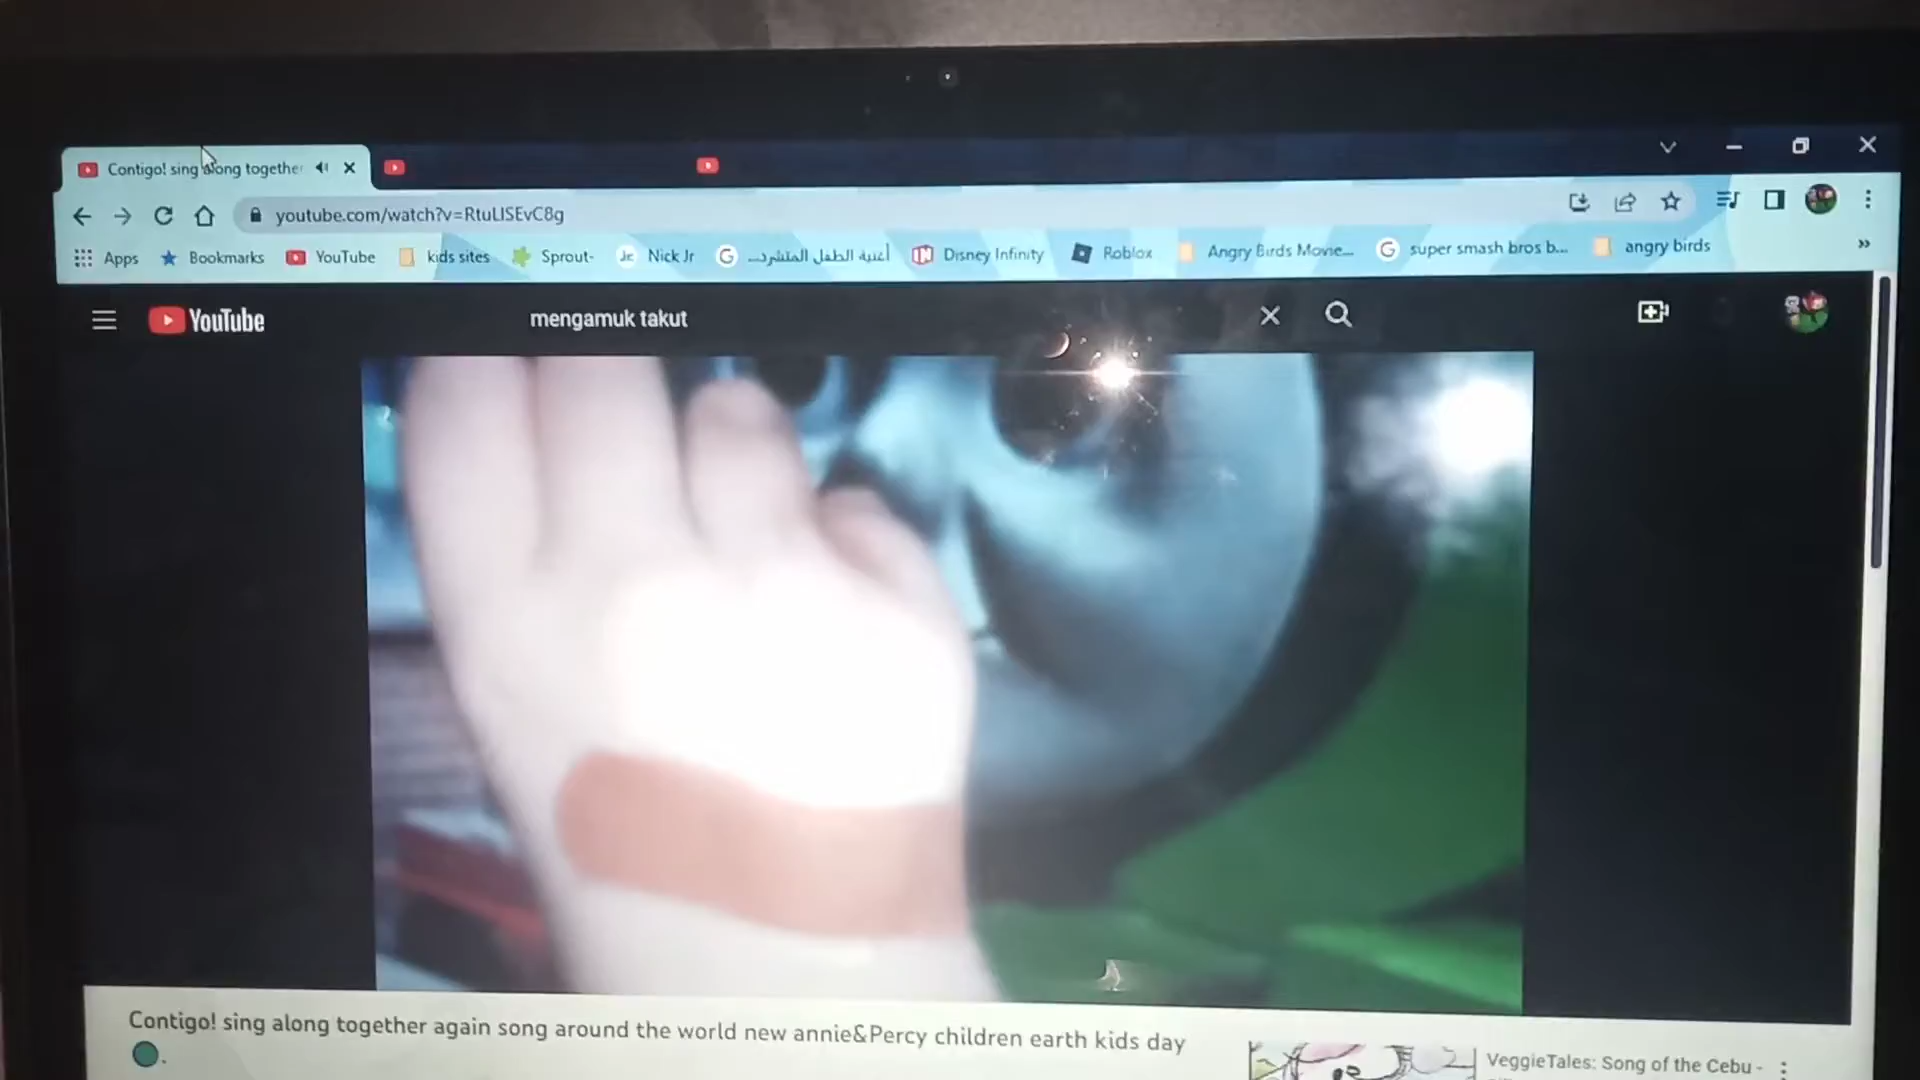 Contigo! sing along together
youtube.com/watch?v=RtuLISEvC8g
Apps Bookmarks YouTube kids sites Sprout- Jr Nick Jr G أغنية الطفل المتشرد... Disney Infinity Roblox Angry Birds Movie... G super smash bros b... angry birds »
YouTube mengamuk takut
Contigo! sing along together again song around the world new annie&Percy children earth kids day
.
VeggieTales: Song of the Cebu -